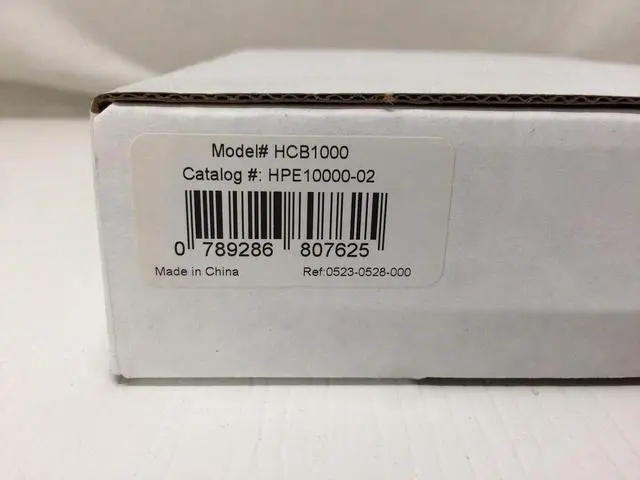 Model# HCB1000
Catalog #: HPE10000-02
0 789286 807625
Made in China Ref:0523-0528-000